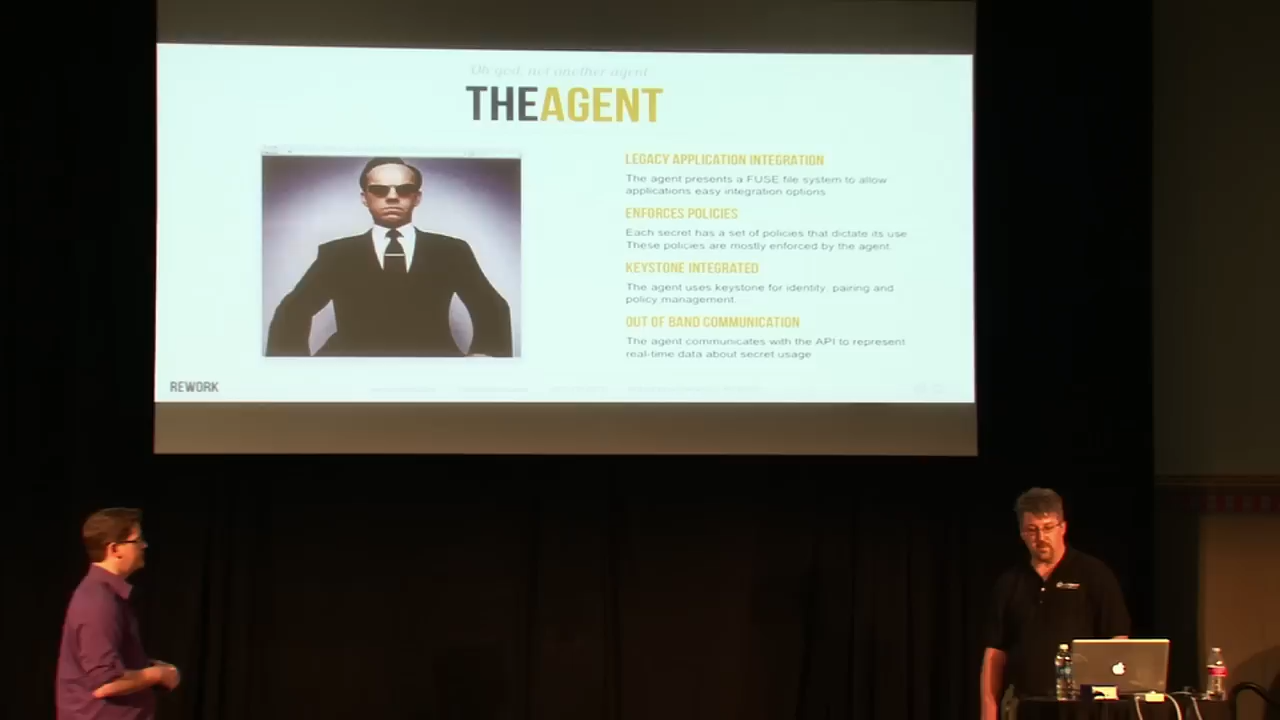 Oh god, not another agent
THEAGENT
LEGACY APPLICATION INTEGRATION
The agent presents a FUSE file system to allow
applications easy integration options
ENFORCES POLICIES
Each secret has a set of policies that dictate its use
These policies are mostly enforced by the agent.
KEYSTONE INTEGRATED
The agent uses keystone for identity, pairing and
policy management.
OUT OF BAND COMMUNICATION
The agent communicates with the API to represent
real-time data about secret usage
REWORK